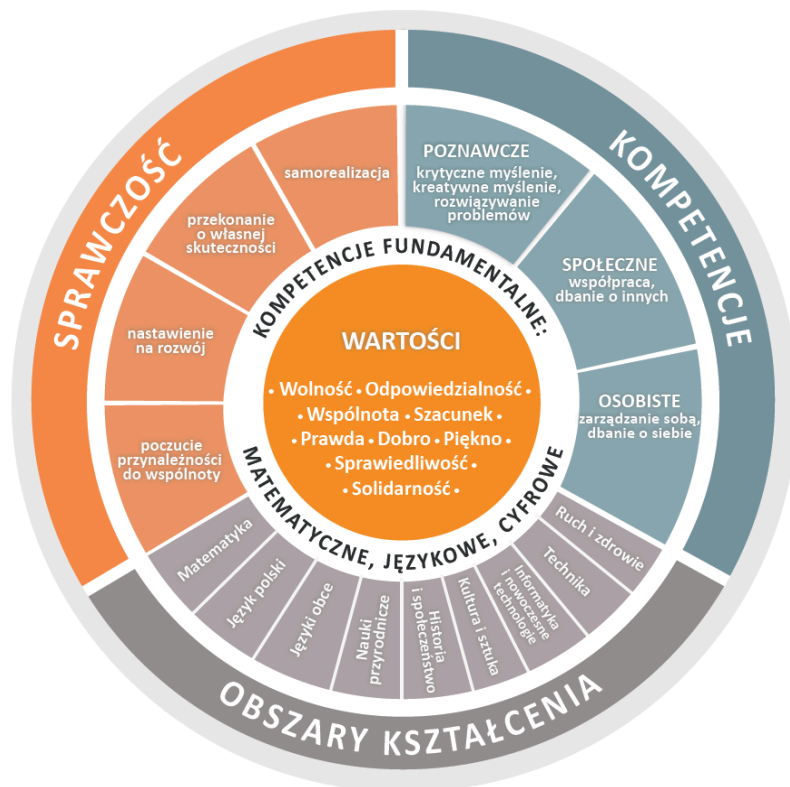 SPRAWCZOŚĆ
samorealizacja
przekonanie
o własnej
skuteczności
nastawienie
na rozwój
poczucie
przynależności
do wspólnoty
KOMPETENCJE
POZNAWCZE
krytyczne myślenie,
kreatywne myślenie,
rozwiązywanie
problemów
SPOŁECZNE
współpraca,
dbanie o innych
OSOBISTE
zarządzanie sobą,
dbanie o siebie
KOMPETENCJE FUNDAMENTALNE:
MATEMATYCZNE, JĘZYKOWE, CYFROWE
WARTOŚCI
• Wolność • Odpowiedzialność •
• Wspólnota • Szacunek •
• Prawda • Dobro • Piękno •
• Sprawiedliwość •
• Solidarność •
Matematyka
Język polski
Języki obce
Nauki
przyrodnicze
Historia
i społeczeństwo
Kultura i sztuka
Informatyka
i nowoczesne
technologie
Technika
Ruch i zdrowie
OBSZARY KSZTAŁCENIA